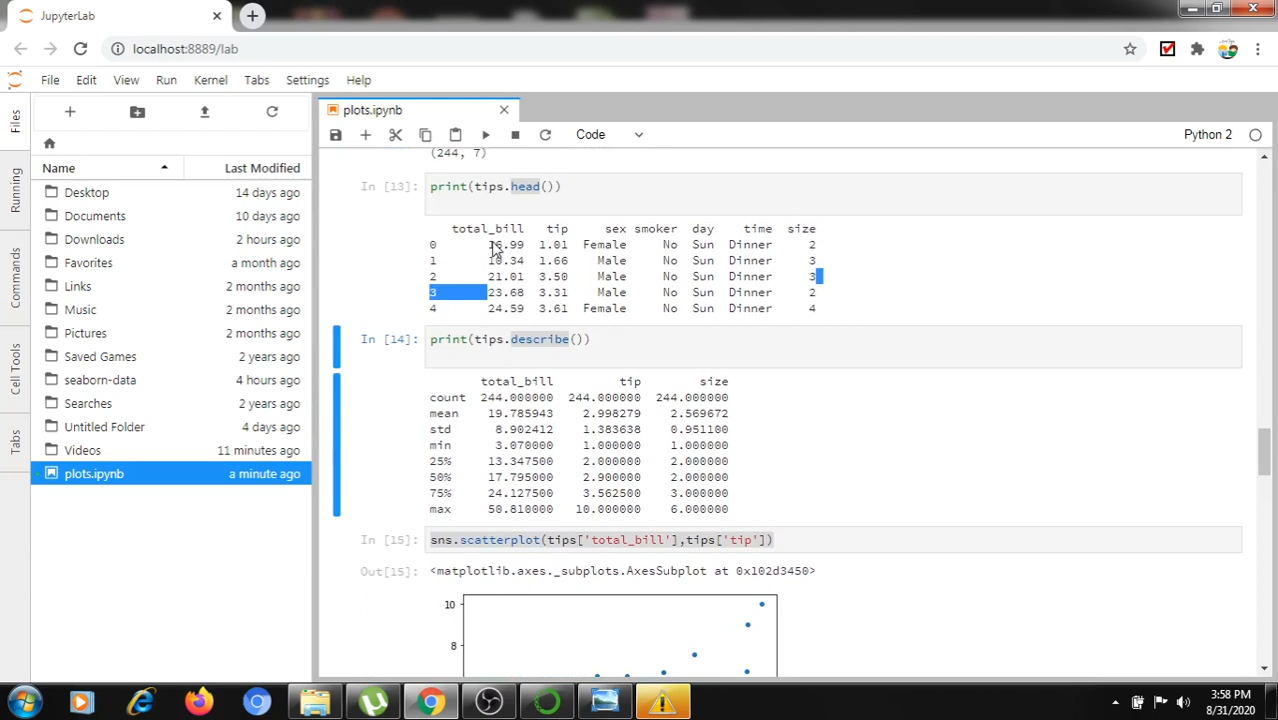 JupyterLab
localhost:8889/lab
File Edit View Run Kernel Tabs Settings Help
Files
Running
Commands
Cell Tools
Tabs
Name Last Modified
Desktop 14 days ago
Documents 10 days ago
Downloads 2 months ago
Favorites a month ago
Links 2 months ago
Music 2 months ago
Pictures 2 months ago
Saved Games 2 years ago
seaborn-data 4 hours ago
Searches 2 years ago
Untitled Folder 4 days ago
Videos 11 minutes ago
plots.ipynb a minute ago
plots.ipynb
Code Python 2
(244, 7)
In [13]: print(tips.head())
total_bill tip sex smoker day time size
0 16.99 1.01 Female No Sun Dinner 2
1 10.34 1.66 Male No Sun Dinner 3
2 21.01 3.50 Male No Sun Dinner 3
3 23.68 3.31 Male No Sun Dinner 2
4 24.59 3.61 Female No Sun Dinner 4
In [14]: print(tips.describe())
total_bill tip size
count 244.000000 244.000000 244.000000
mean 19.785943 2.998279 2.569672
std 8.902412 1.383638 0.951100
min 3.070000 1.000000 1.000000
25% 13.347500 2.000000 2.000000
50% 17.795000 2.900000 2.000000
75% 24.127500 3.562500 3.000000
max 50.810000 10.000000 6.000000
In [15]: sns.scatterplot(tips['total_bill'],tips['tip'])
Out[15]: <matplotlib.axes._subplots.AxesSubplot at 0x102d3450>
10
8
3:58 PM
8/31/2020